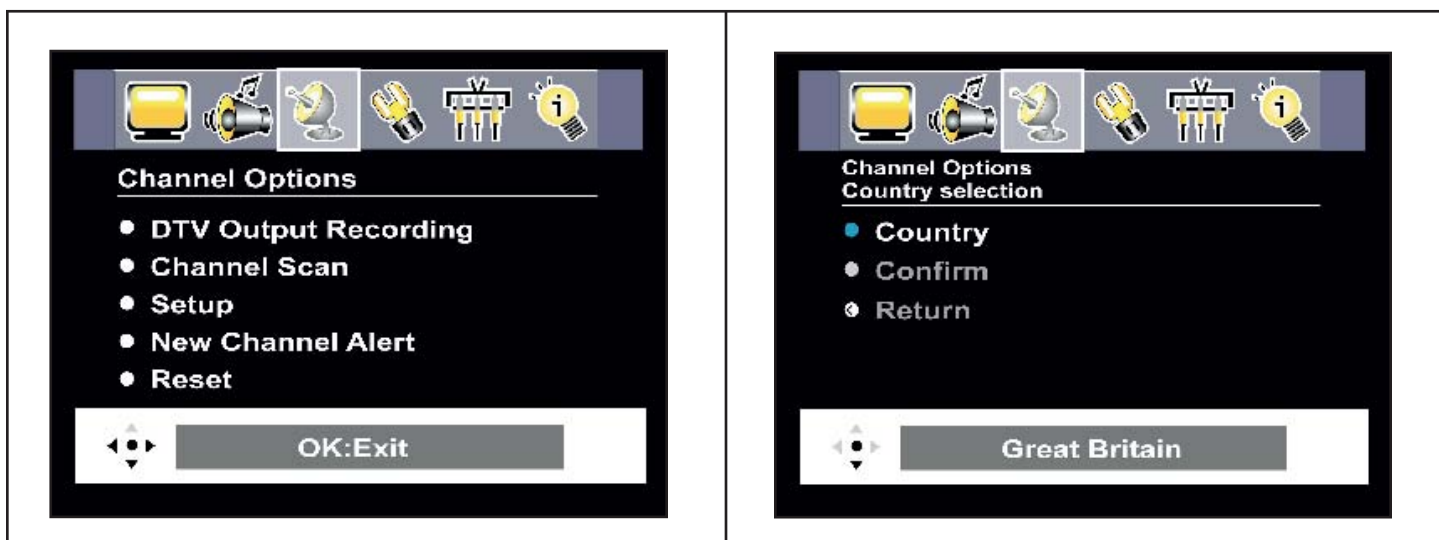 Channel Options
DTV Output Recording
Channel Scan
Setup
New Channel Alert
Reset
OK:Exit
Channel Options
Country selection
Country
Confirm
Return
Great Britain